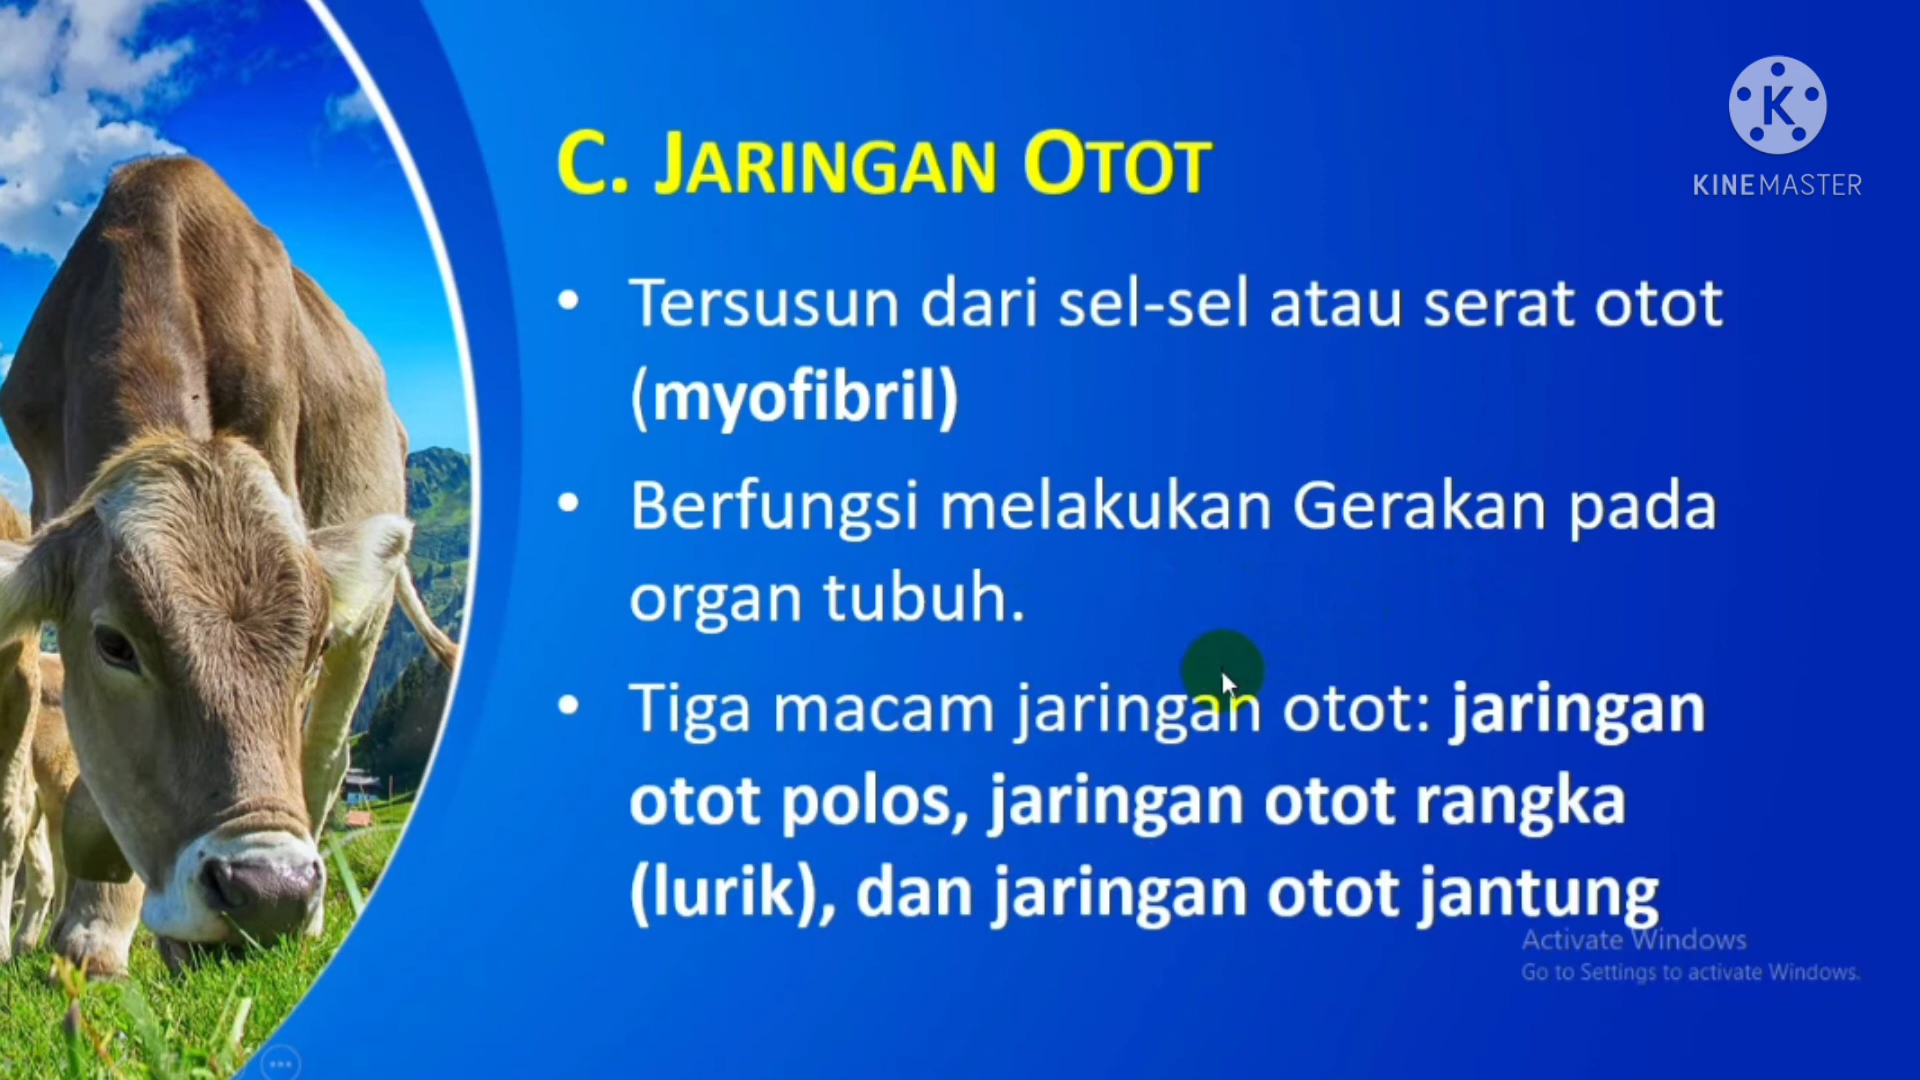 K
KINEMASTER
C. JARINGAN OTOT
• Tersusun dari sel-sel atau serat otot
(myofibril)
• Berfungsi melakukan Gerakan pada
organ tubuh.
• Tiga macam jaringan otot: jaringan
otot polos, jaringan otot rangka
(lurik), dan jaringan otot jantung
Activate Windows
Go to Settings to activate Windows.